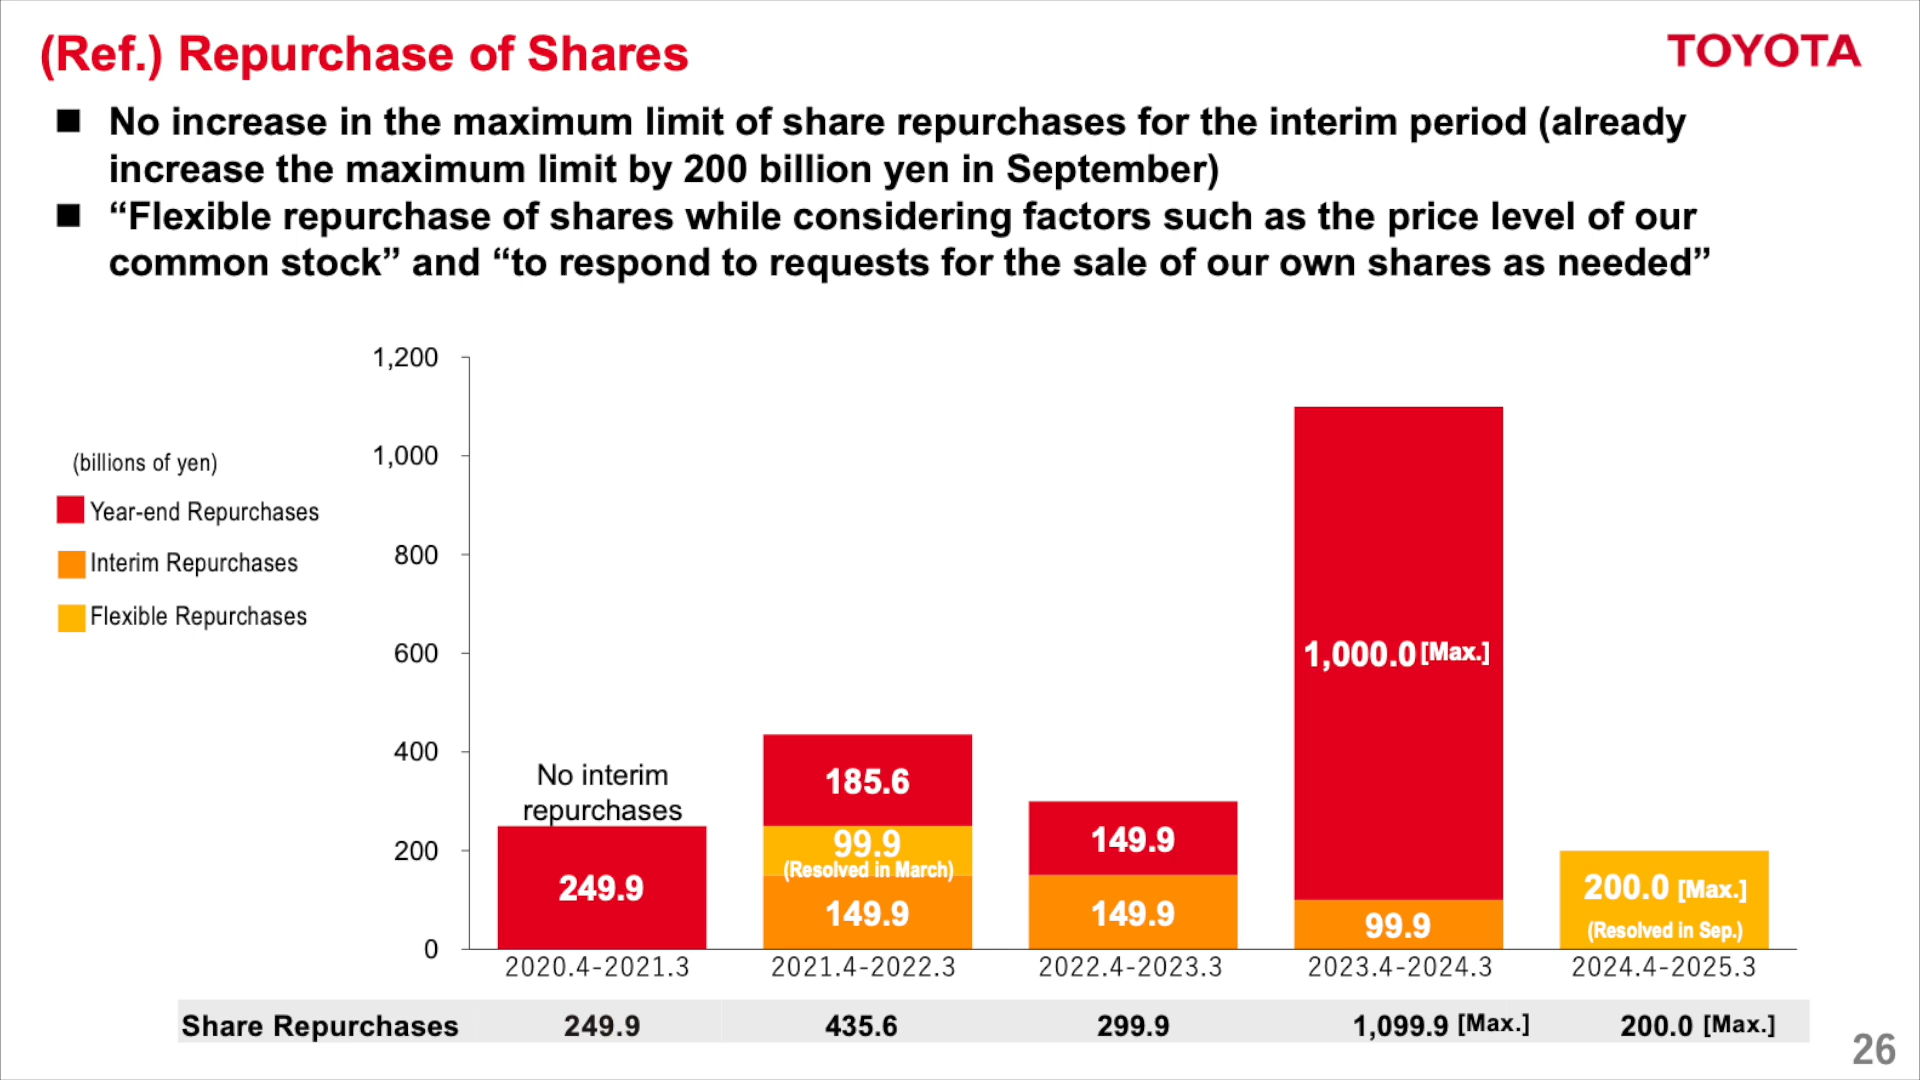 (Ref.) Repurchase of Shares
TOYOTA
■ No increase in the maximum limit of share repurchases for the interim period (already
increase the maximum limit by 200 billion yen in September)
■ “Flexible repurchase of shares while considering factors such as the price level of our
common stock” and “to respond to requests for the sale of our own shares as needed”
(billions of yen)
Year-end Repurchases
Interim Repurchases
Flexible Repurchases
1,200
1,000
800
600
400
200
0
No interim
repurchases
249.9
185.6
99.9
(Resolved in March)
149.9
149.9
149.9
1,000.0 [Max.]
99.9
200.0 [Max.]
(Resolved in Sep.)
2020.4-2021.3 2021.4-2022.3 2022.4-2023.3 2023.4-2024.3 2024.4-2025.3
Share Repurchases 249.9 435.6 299.9 1,099.9 [Max.] 200.0 [Max.]
26